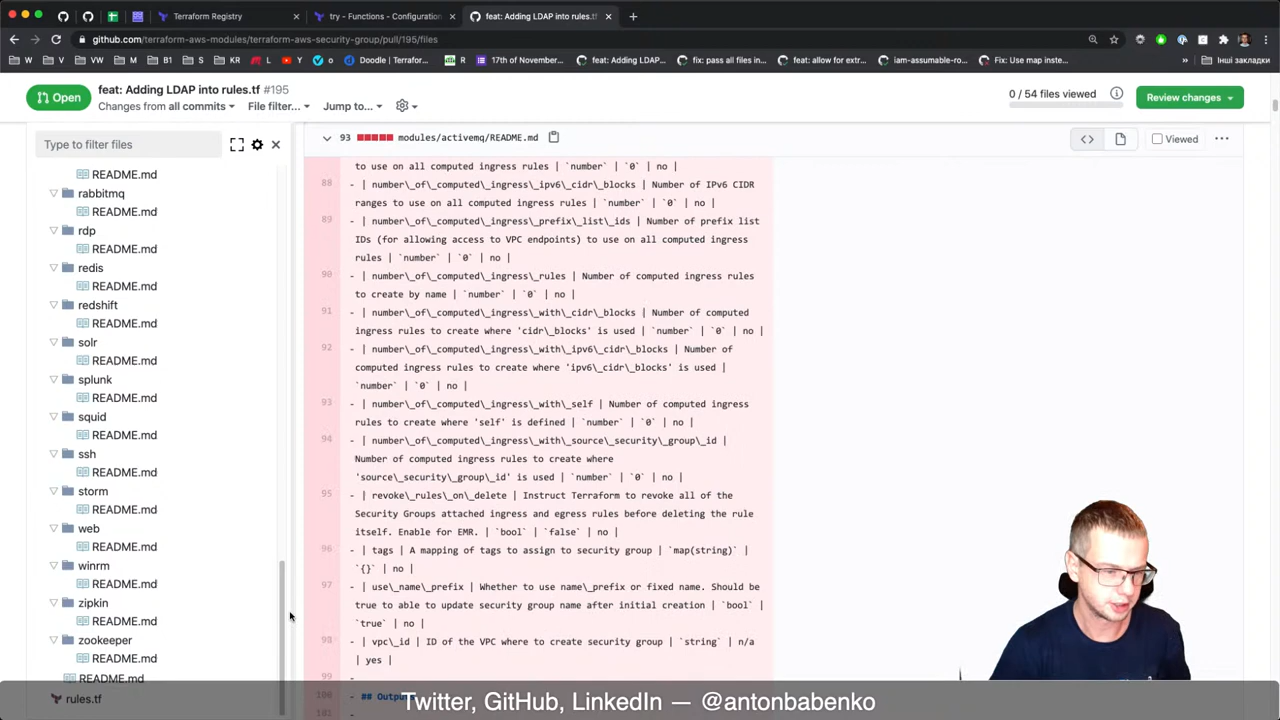 Terraform Registry
try - Functions - Configuration
feat: Adding LDAP into rules.tf
github.com/terraform-aws-modules/terraform-aws-security-group/pull/195/files
W
V
VW
M
B1
S
KR
L
Y
o
Doodle | Terrafor...
R
17th of November...
feat: Adding LDAP...
fix: pass all files in...
feat: allow for extr...
iam-assumable-ro...
Fix: Use map inste...
»
Інші закладки
Open
feat: Adding LDAP into rules.tf #195
Changes from all commits
File filter...
Jump to...
0 / 54 files viewed
Review changes
Type to filter files
README.md
rabbitmq
README.md
rdp
README.md
redis
README.md
redshift
README.md
solr
README.md
splunk
README.md
squid
README.md
ssh
README.md
storm
README.md
web
README.md
winrm
README.md
zipkin
README.md
zookeeper
README.md
README.md
rules.tf
93 modules/activemq/README.md
Viewed
to use on all computed ingress rules | `number` | `0` | no |
88 - | number\_of\_computed\_ingress\_ipv6\_cidr\_blocks | Number of IPv6 CIDR
ranges to use on all computed ingress rules | `number` | `0` | no |
89 - | number\_of\_computed\_ingress\_prefix\_list\_ids | Number of prefix list
IDs (for allowing access to VPC endpoints) to use on all computed ingress
rules | `number` | `0` | no |
90 - | number\_of\_computed\_ingress\_rules | Number of computed ingress rules
to create by name | `number` | `0` | no |
91 - | number\_of\_computed\_ingress\_with\_cidr\_blocks | Number of computed
ingress rules to create where 'cidr\_blocks' is used | `number` | `0` | no |
92 - | number\_of\_computed\_ingress\_with\_ipv6\_cidr\_blocks | Number of
computed ingress rules to create where 'ipv6\_cidr\_blocks' is used |
`number` | `0` | no |
93 - | number\_of\_computed\_ingress\_with\_self | Number of computed ingress
rules to create where 'self' is defined | `number` | `0` | no |
94 - | number\_of\_computed\_ingress\_with\_source\_security\_group\_id |
Number of computed ingress rules to create where
'source\_security\_group\_id' is used | `number` | `0` | no |
95 - | revoke\_rules\_on\_delete | Instruct Terraform to revoke all of the
Security Groups attached ingress and egress rules before deleting the rule
itself. Enable for EMR. | `bool` | `false` | no |
96 - | tags | A mapping of tags to assign to security group | `map(string)` |
`{}` | no |
97 - | use\_name\_prefix | Whether to use name\_prefix or fixed name. Should be
true to able to update security group name after initial creation | `bool` |
`true` | no |
98 - | vpc\_id | ID of the VPC where to create security group | `string` | n/a
| yes |
99 -
100 - ## Outputs
101 -
Twitter, GitHub, LinkedIn — @antonbabenko